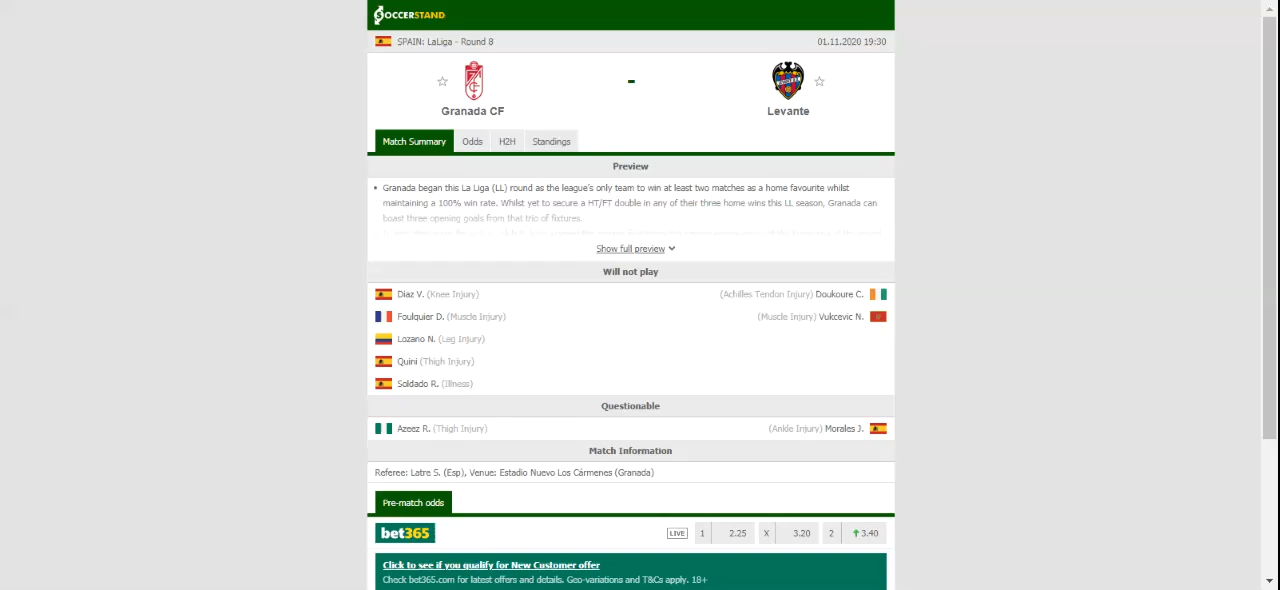 SOCCERSTAND
SPAIN: LaLiga - Round 8 01.11.2020 19:30
-
Granada CF Levante
Match Summary Odds H2H Standings
Preview
• Granada began this La Liga (LL) round as the league's only team to win at least two matches as a home favourite whilst
maintaining a 100% win rate. Whilst yet to secure a HT/FT double in any of their three home wins this LL season, Granada can
boast three opening goals from that trio of fixtures.
Show full preview
Will not play
Diaz V. (Knee Injury) (Achilles Tendon Injury) Doukoure C.
Foulquier D. (Muscle Injury) (Muscle Injury) Vukcevic N.
Lozano N. (Leg Injury)
Quini (Thigh Injury)
Soldado R. (Illness)
Questionable
Azeez R. (Thigh Injury) (Ankle Injury) Morales J.
Match Information
Referee: Latre S. (Esp), Venue: Estadio Nuevo Los Cármenes (Granada)
Pre-match odds
bet365 LIVE 1 2.25 X 3.20 2 3.40
Click to see if you qualify for New Customer offer
Check bet365.com for latest offers and details. Geo-variations and T&Cs apply. 18+